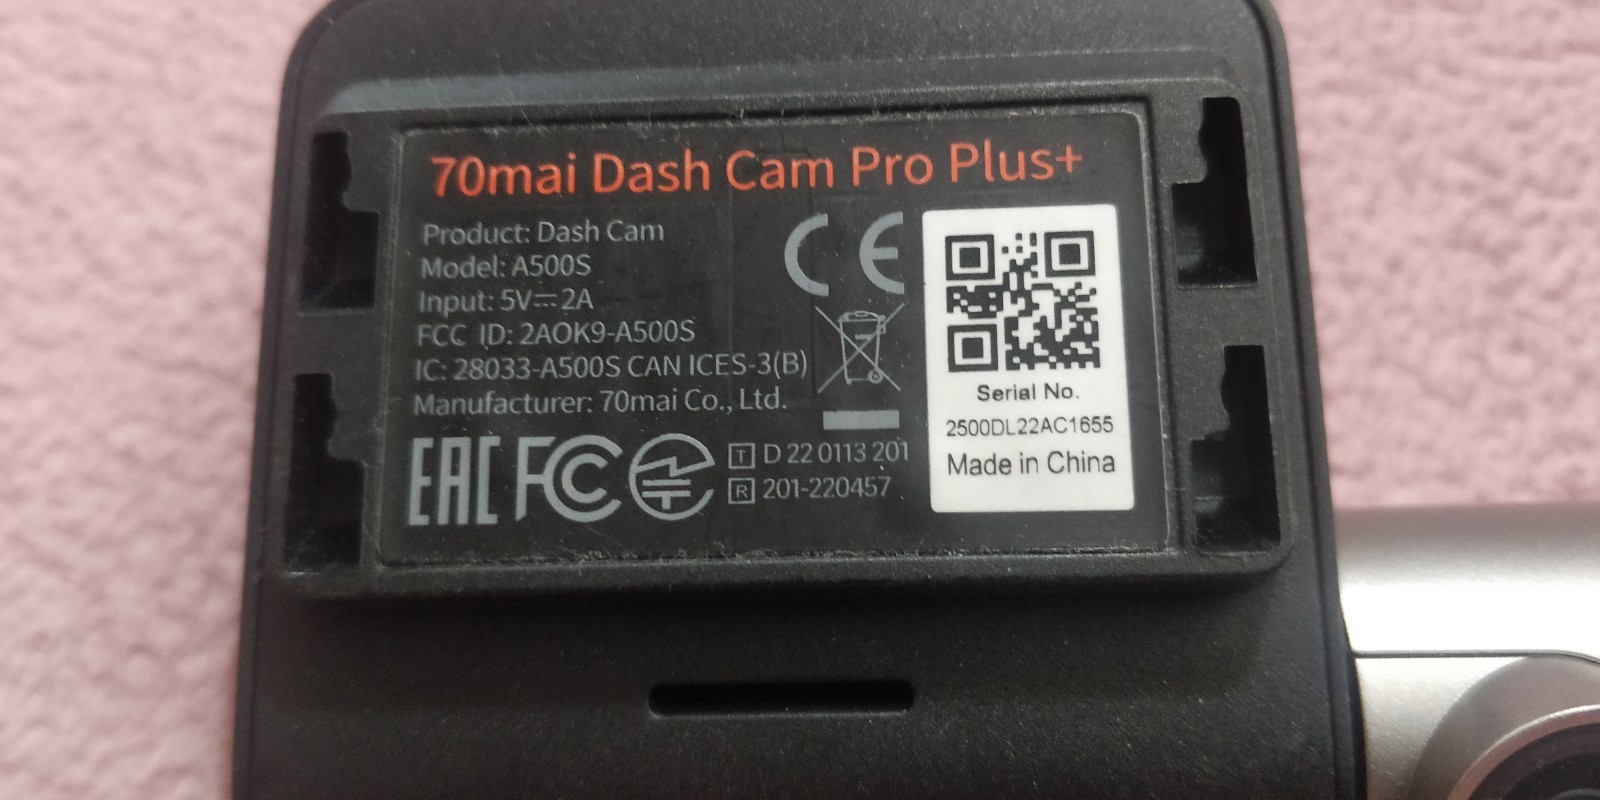 70mai Dash Cam Pro Plus+
Product: Dash Cam
Model: A500S
Input: 5V⎓2A
FCC ID: 2AOK9-A500S
IC: 28033-A500S CAN ICES-3(B)
Manufacturer: 70mai Co., Ltd.
CE
EAC FC
T D 22 0113 201
R 201-220457
Serial No.
2500DL22AC1655
Made in China